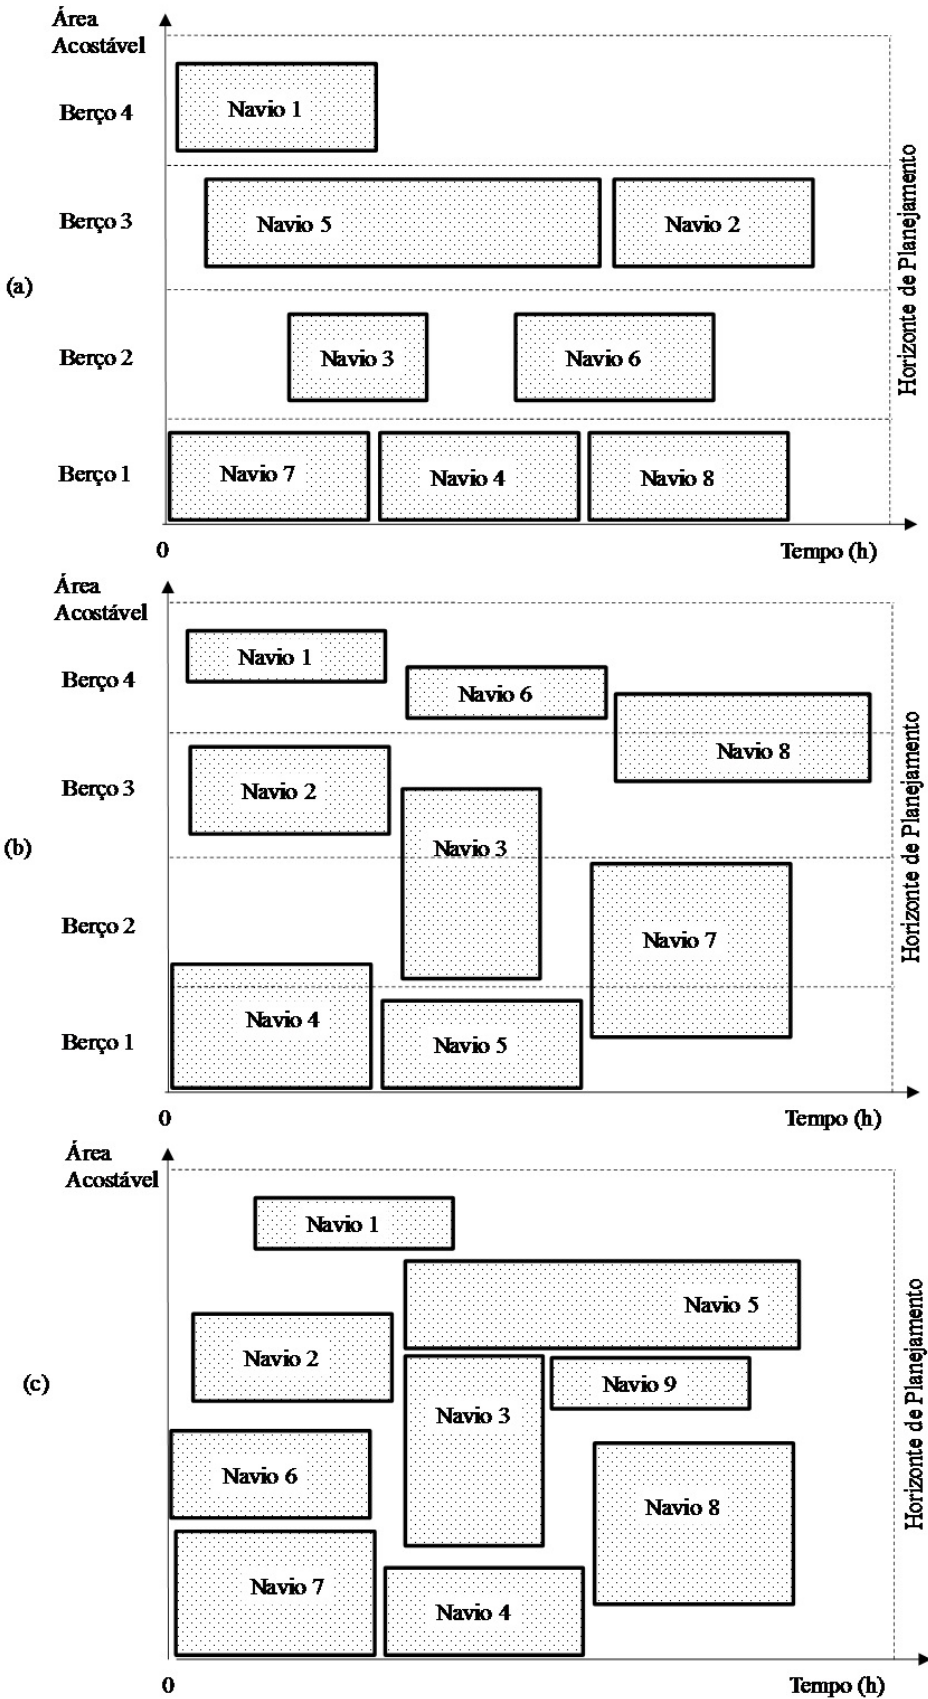 Área
Acostável
Berço 4
Navio 1
Berço 3
Navio 5
Navio 2
(a)
Berço 2
Navio 3
Navio 6
Berço 1
Navio 7
Navio 4
Navio 8
Horizonte de Planejamento
0
Tempo (h)
Área
Acostável
Berço 4
Navio 1
Navio 6
Berço 3
Navio 2
Navio 8
(b)
Navio 3
Berço 2
Navio 7
Berço 1
Navio 4
Navio 5
Horizonte de Planejamento
0
Tempo (h)
Área
Acostável
Navio 1
Navio 5
Navio 2
(c)
Navio 9
Navio 3
Navio 6
Navio 8
Navio 7
Navio 4
Horizonte de Planejamento
0
Tempo (h)